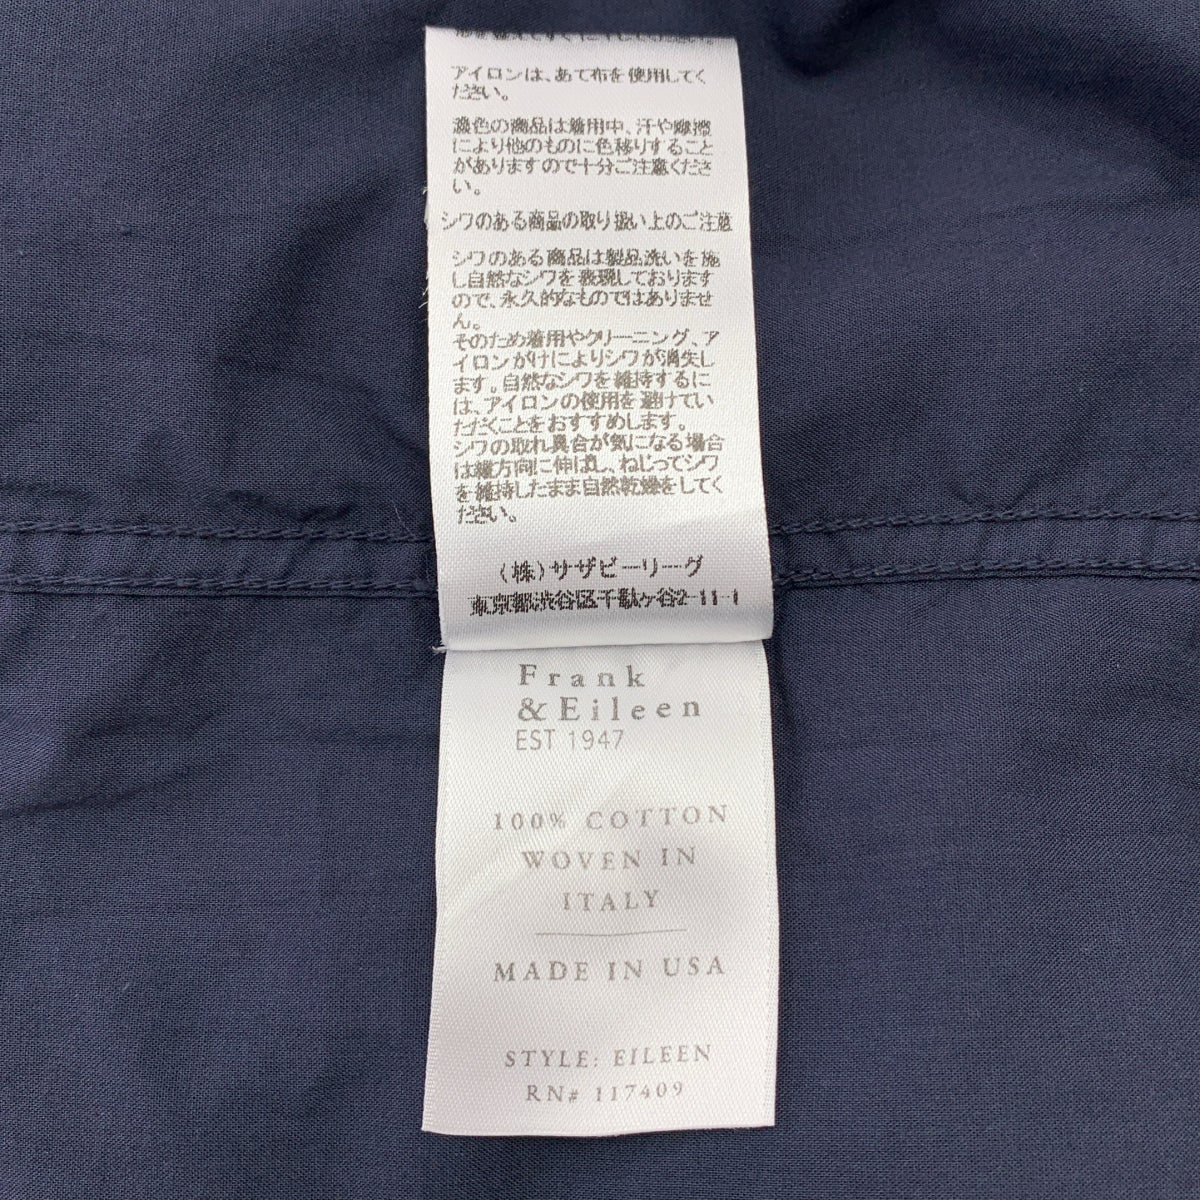 アイロンは、あて布を使用してく
ださい。
濃色の商品は着用中、汗や摩擦
により他のものに色移りすること
がありますので十分ご注意くださ
い。
シワのある商品の取り扱い上のご注意
シワのある商品は製品洗いを施
し自然なシワを表現しております
ので、永久的なものではありませ
ん。
そのため着用やクリーニング、ア
イロンがけによりシワが消失し
ます。自然なシワを維持するに
は、アイロンの使用を避けてい
ただくことをおすすめします。
シワの取れ具合が気になる場合
は縦方向に伸ばし、ねじってシワ
を維持したまま自然乾燥をしてく
ださい。
(株)サザビーリーグ
東京都渋谷区千駄ヶ谷2-11-1
Frank
& Eileen
EST 1947
100% COTTON
WOVEN IN
ITALY
MADE IN USA
STYLE: EILEEN
RN# 117409